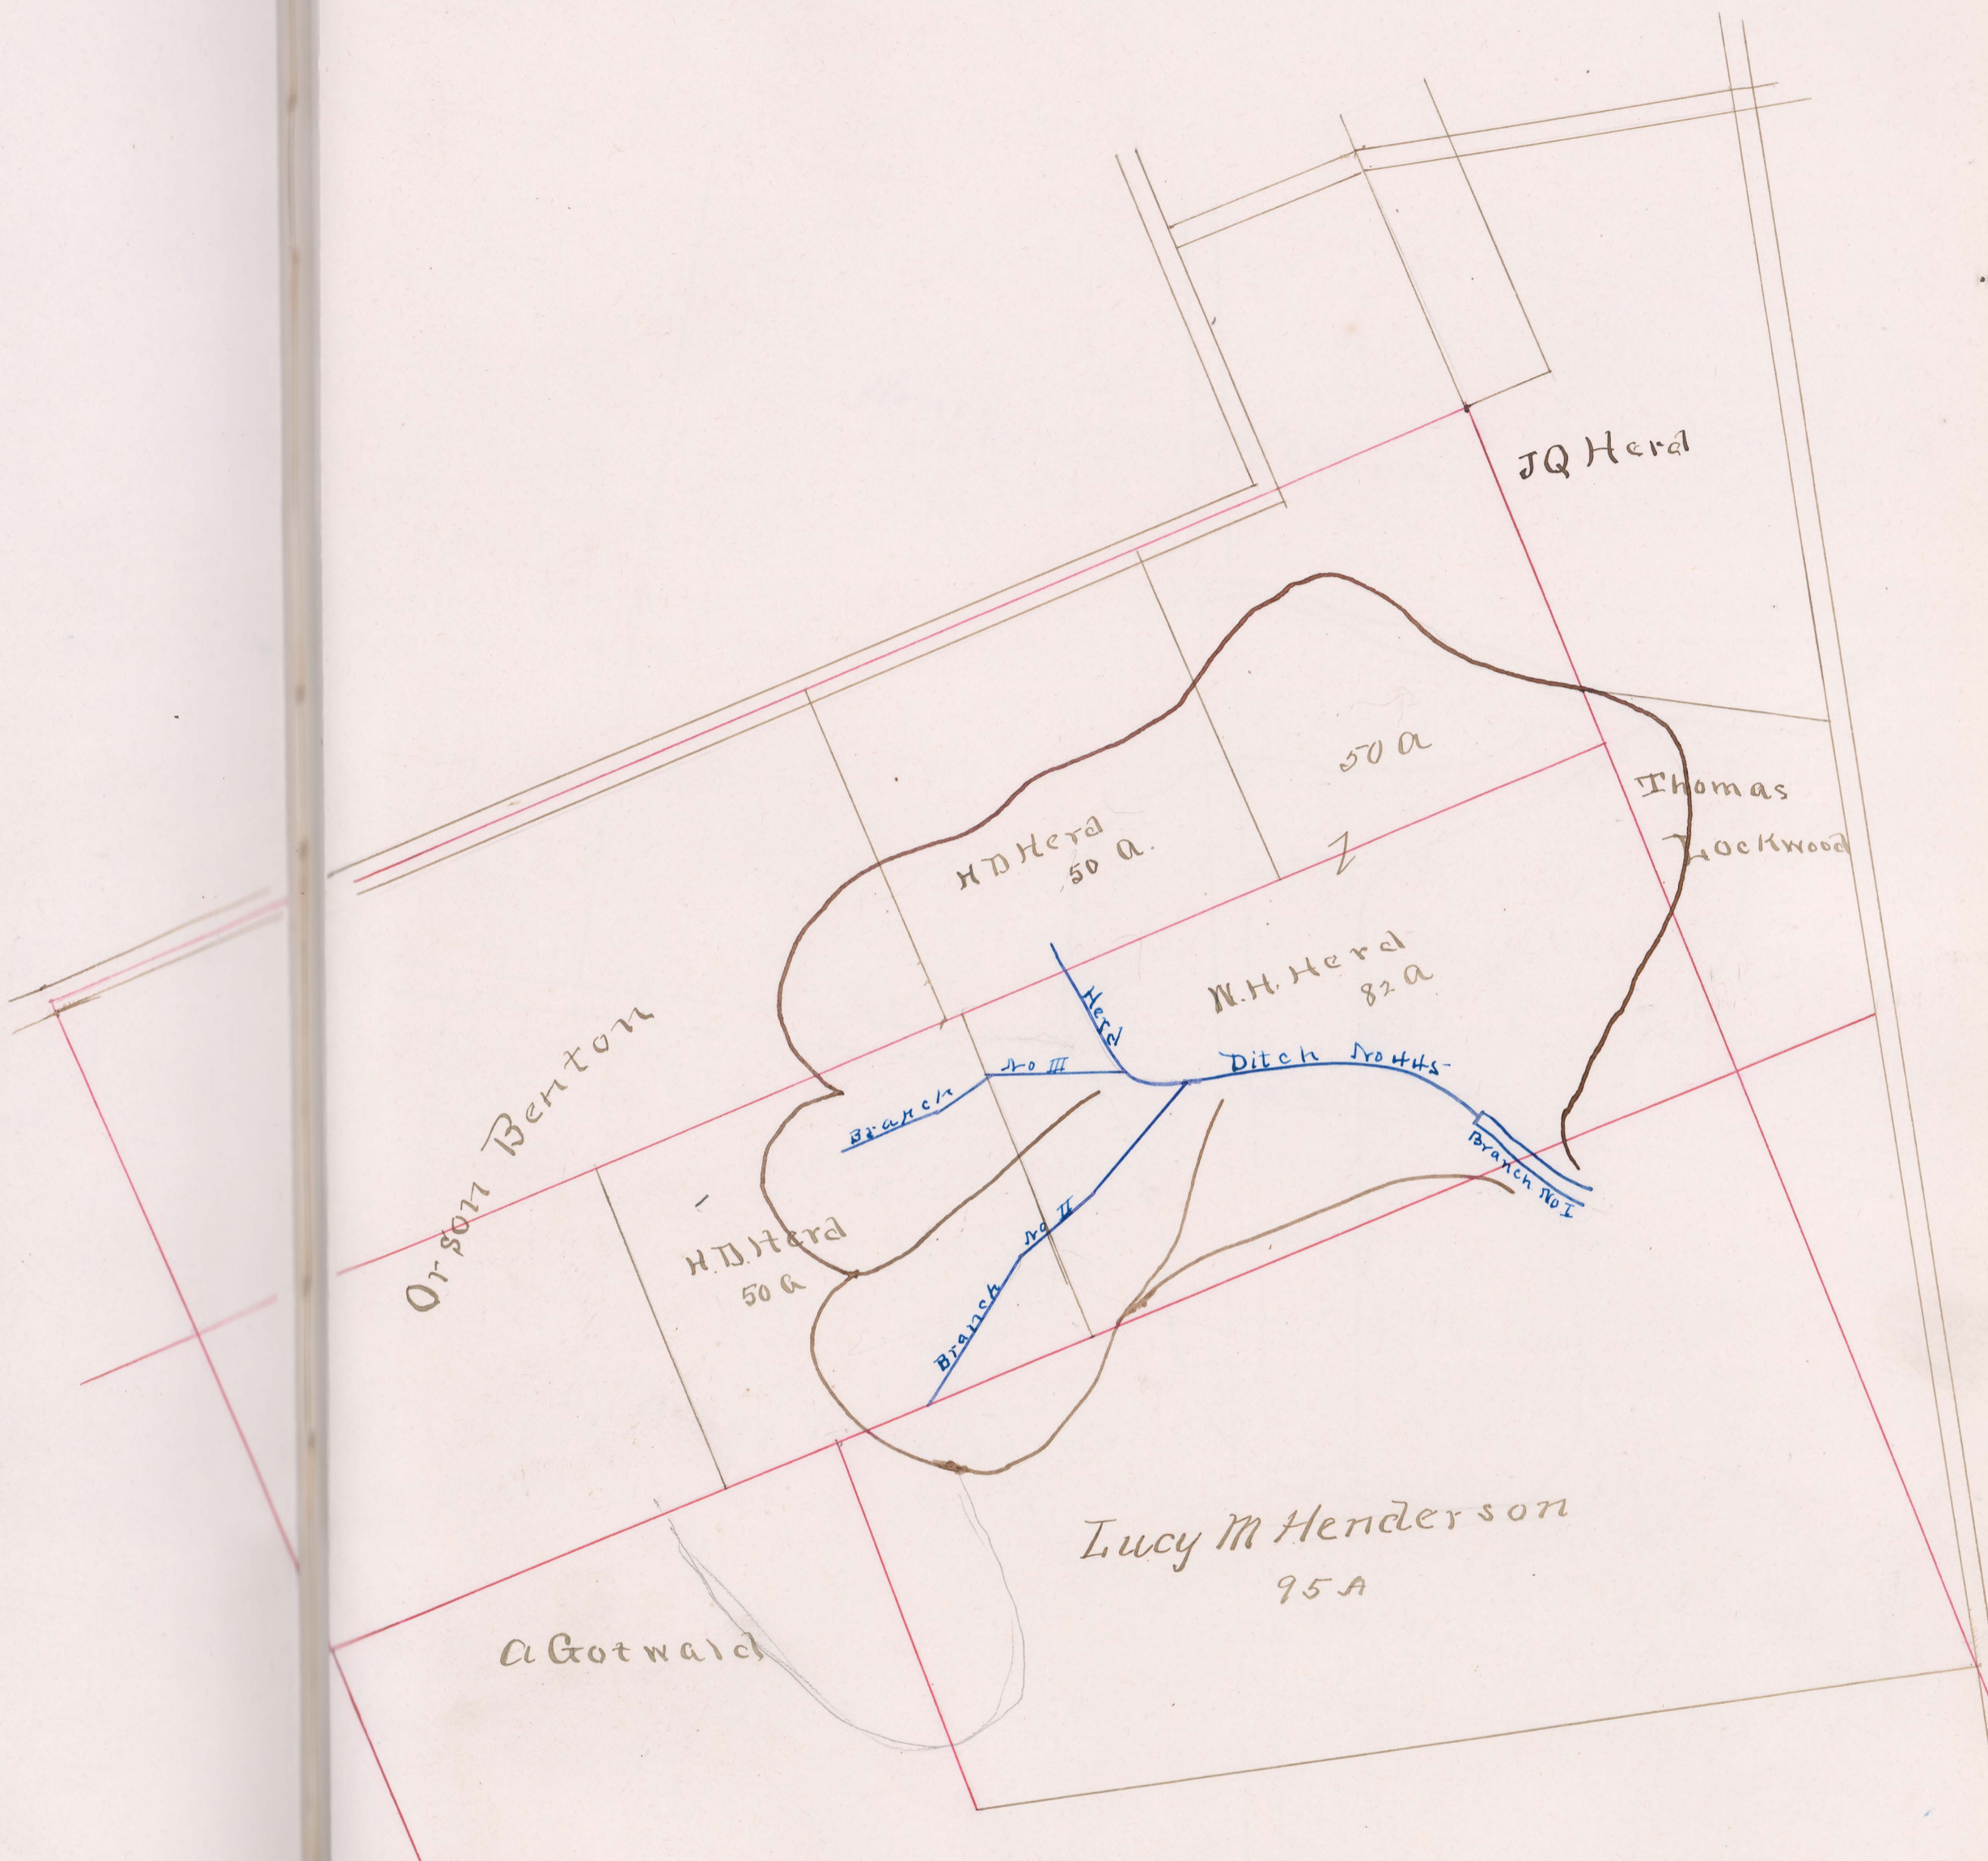 JQ Herd
50 a
Thomas
Lockwood
H D Herd
50 a.
W. H. Herd
82 a
Herd Ditch No 445
Branch No III
Branch No I
Branch No II
Orson Benton
H. D. Herd
50 a
Lucy M Henderson
95 A
a Gotwald